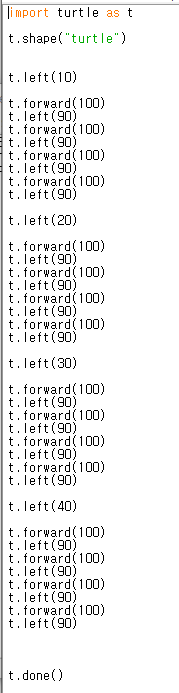 import turtle as t
t.shape("turtle")
t.left(10)
t.forward(100)
t.left(90)
t.forward(100)
t.left(90)
t.forward(100)
t.left(90)
t.forward(100)
t.left(90)
t.left(20)
t.forward(100)
t.left(90)
t.forward(100)
t.left(90)
t.forward(100)
t.left(90)
t.forward(100)
t.left(90)
t.left(30)
t.forward(100)
t.left(90)
t.forward(100)
t.left(90)
t.forward(100)
t.left(90)
t.forward(100)
t.left(90)
t.left(40)
t.forward(100)
t.left(90)
t.forward(100)
t.left(90)
t.forward(100)
t.left(90)
t.forward(100)
t.left(90)
t.done()